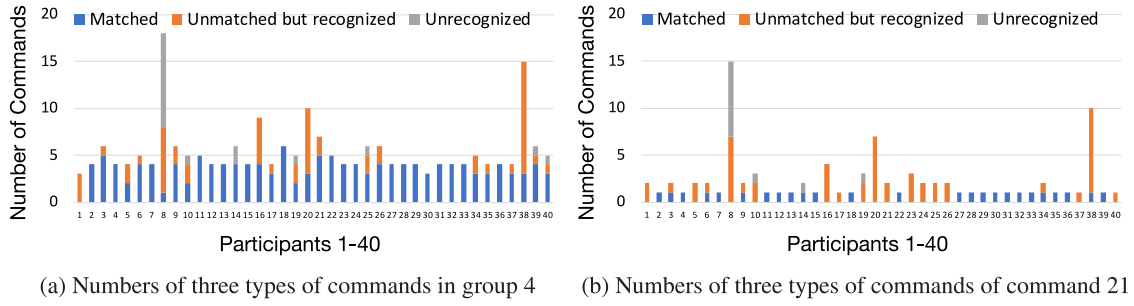 Number of Commands
20
15
10
5
0
Matched Unmatched but recognized Unrecognized
1 2 3 4 5 6 7 8 9 10 11 12 13 14 15 16 17 18 19 20 21 22 23 24 25 26 27 28 29 30 31 32 33 34 35 36 37 38 39 40
Participants 1-40
(a) Numbers of three types of commands in group 4
Number of Commands
20
15
10
5
0
Matched Unmatched but recognized Unrecognized
1 2 3 4 5 6 7 8 9 10 11 12 13 14 15 16 17 18 19 20 21 22 23 24 25 26 27 28 29 30 31 32 33 34 35 36 37 38 39 40
Participants 1-40
(b) Numbers of three types of commands of command 21